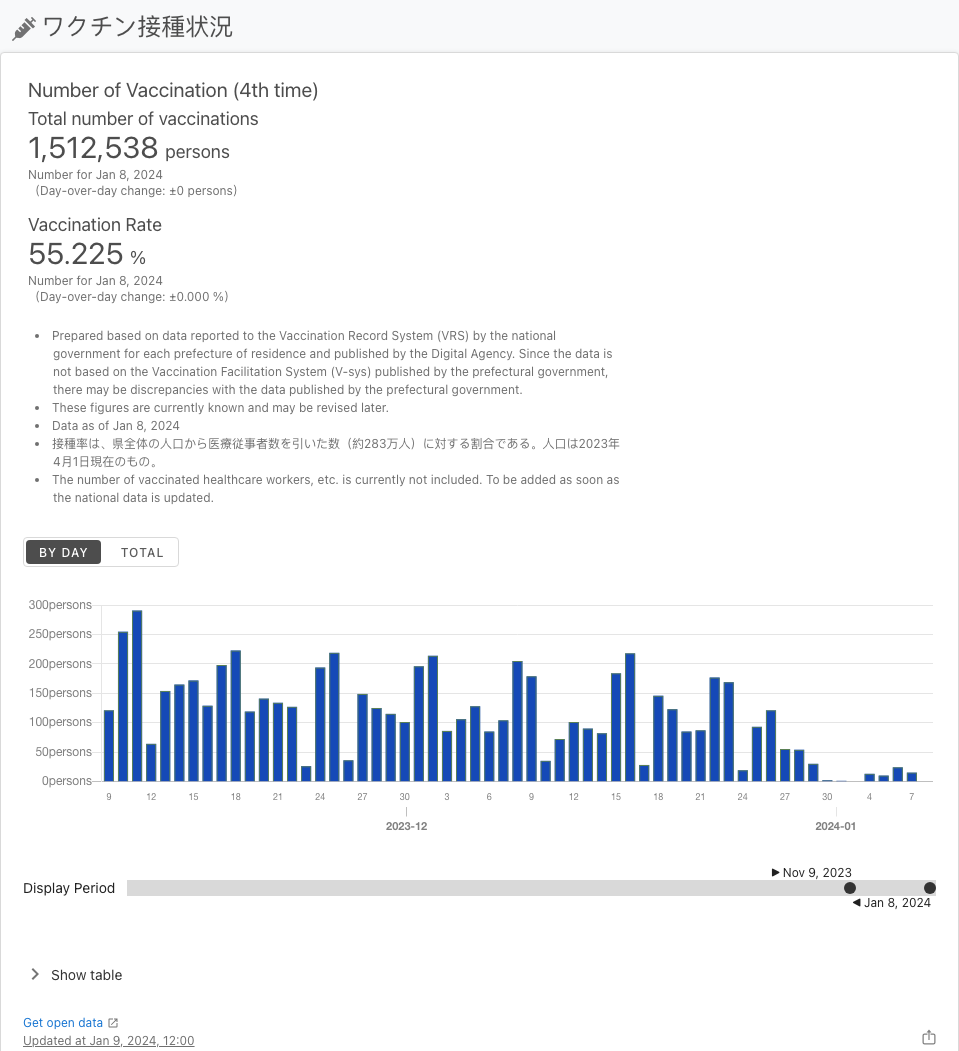 ワクチン接種状況
Number of Vaccination (4th time)
Total number of vaccinations
1,512,538 persons
Number for Jan 8, 2024
(Day-over-day change: ±0 persons)
Vaccination Rate
55.225 %
Number for Jan 8, 2024
(Day-over-day change: ±0.000 %)
• Prepared based on data reported to the Vaccination Record System (VRS) by the national
government for each prefecture of residence and published by the Digital Agency. Since the data is
not based on the Vaccination Facilitation System (V-sys) published by the prefectural government,
there may be discrepancies with the data published by the prefectural government.
• These figures are currently known and may be revised later.
• Data as of Jan 8, 2024
• 接種率は、県全体の人口から医療従事者数を引いた数（約283万人）に対する割合である。人口は2023年
4月1日現在のもの。
• The number of vaccinated healthcare workers, etc. is currently not included. To be added as soon as
the national data is updated.
BY DAY TOTAL
300persons
250persons
200persons
150persons
100persons
50persons
0persons
9 12 15 18 21 24 27 30 3 6 9 12 15 18 21 24 27 30 4 7
2023-12 2024-01
▶ Nov 9, 2023
Display Period
◀ Jan 8, 2024
Show table
Get open data
Updated at Jan 9, 2024, 12:00